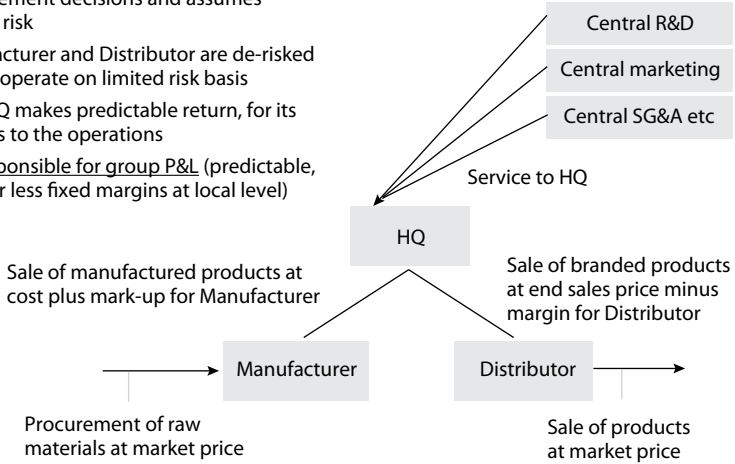 ement decisions and assumes
risk
cturer and Distributor are de-risked
operate on limited risk basis
Q makes predictable return, for its
s to the operations
ponsible for group P&L (predictable,
r less fixed margins at local level)
Central R&D
Central marketing
Central SG&A etc
Service to HQ
HQ
Sale of manufactured products at
cost plus mark-up for Manufacturer
Sale of branded products
at end sales price minus
margin for Distributor
Manufacturer
Distributor
Procurement of raw
materials at market price
Sale of products
at market price